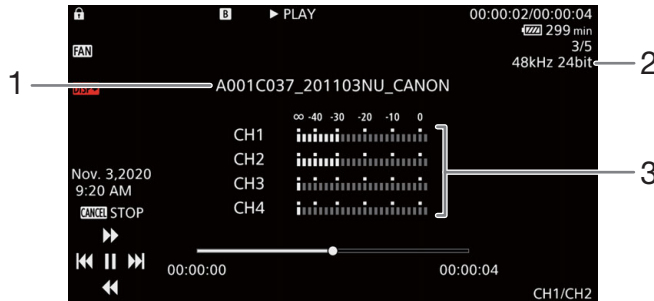 B
▶ PLAY
00:00:02/00:00:04
299 min
3/5
FAN
48kHz 24bit
2
1
A001C037_201103NU_CANON
∞ -40 -30 -20 -10 0
CH1
CH2
3
Nov. 3,2020
CH3
9:20 AM
CH4
CANCEL STOP
00:00:00
00:00:04
CH1/CH2